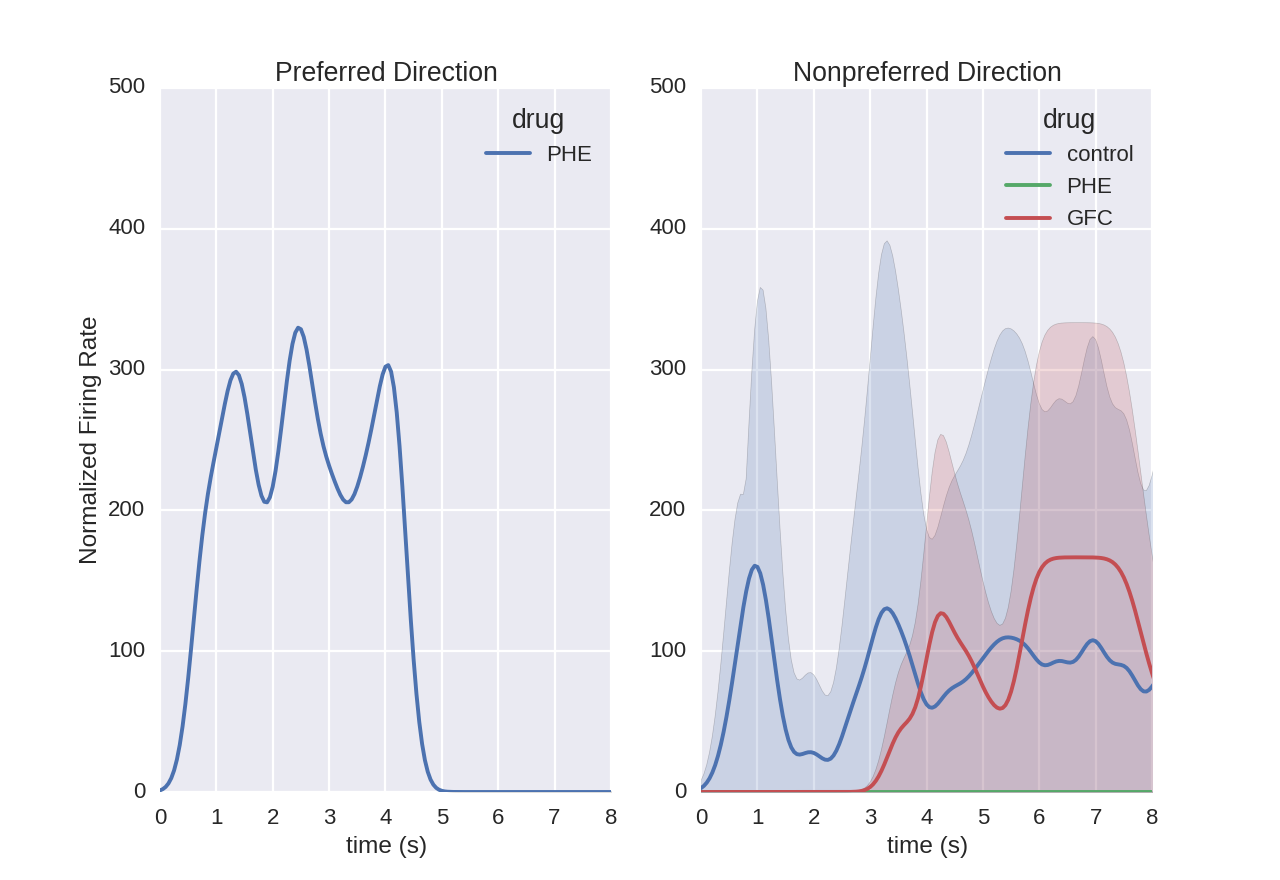 Preferred Direction
500
400
300
200
100
0
Normalized Firing Rate
drug
PHE
0 1 2 3 4 5 6 7 8
time (s)
Nonpreferred Direction
500
400
300
200
100
0
drug
control
PHE
GFC
0 1 2 3 4 5 6 7 8
time (s)